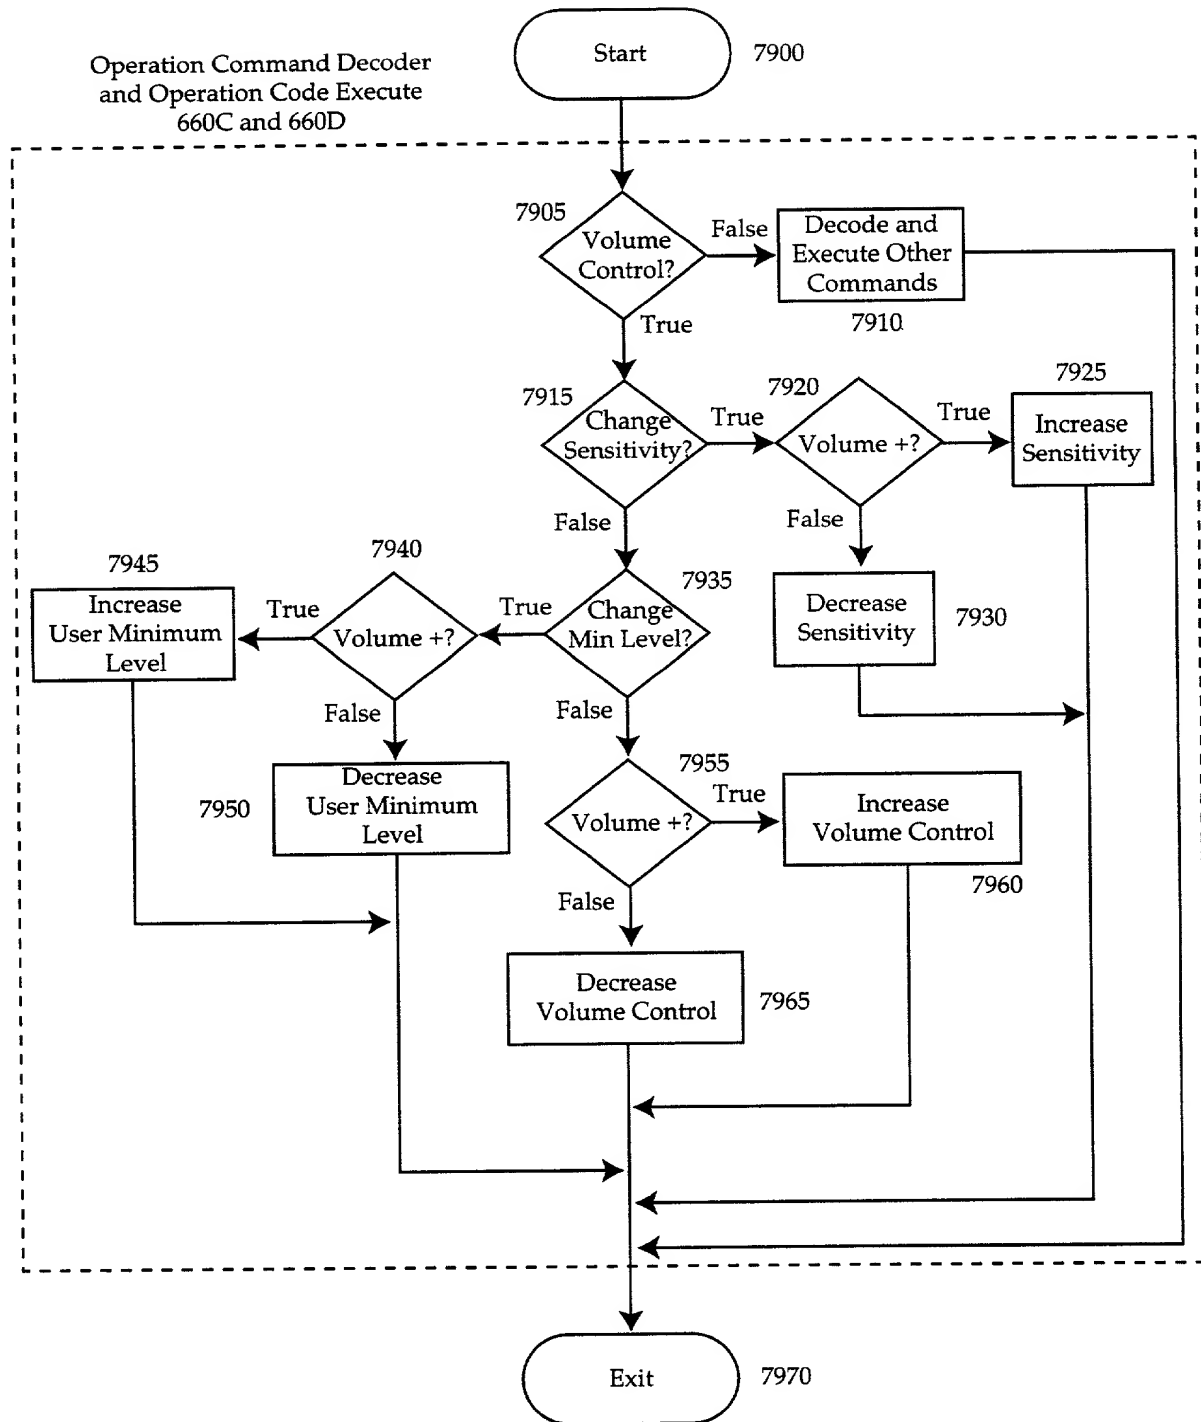 Start
7900
Operation Command Decoder
and Operation Code Execute
660C and 660D
7905
Volume
Control?
False
Decode and
Execute Other
Commands
7910
True
7915
Change
Sensitivity?
True
7920
Volume +?
True
7925
Increase
Sensitivity
False
False
Decrease
Sensitivity
7930
7945
Increase
User Minimum
Level
True
7940
Volume +?
True
7935
Change
Min Level?
False
False
7950
Decrease
User Minimum
Level
7955
Volume +?
True
Increase
Volume Control
7960
False
Decrease
Volume Control
7965
Exit
7970